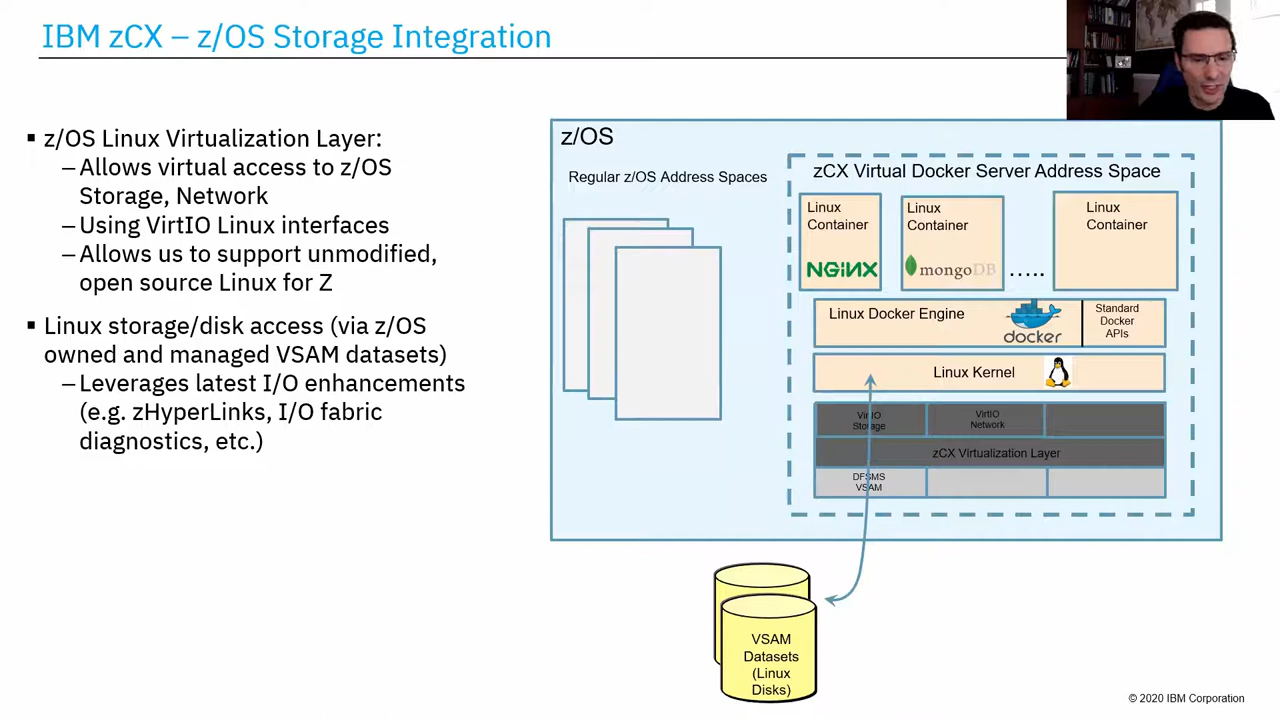 IBM zCX – z/OS Storage Integration
▪ z/OS Linux Virtualization Layer:
– Allows virtual access to z/OS
Storage, Network
– Using VirtIO Linux interfaces
– Allows us to support unmodified,
open source Linux for Z
▪ Linux storage/disk access (via z/OS
owned and managed VSAM datasets)
– Leverages latest I/O enhancements
(e.g. zHyperLinks, I/O fabric
diagnostics, etc.)
z/OS
Regular z/OS Address Spaces
zCX Virtual Docker Server Address Space
Linux
Container
NGINX
Linux
Container
mongoDB
.....
Linux
Container
Linux Docker Engine
docker
Standard
Docker
APIs
Linux Kernel
VirtIO
Storage
VirtIO
Network
zCX Virtualization Layer
DFSMS
VSAM
VSAM
Datasets
(Linux
Disks)
© 2020 IBM Corporation